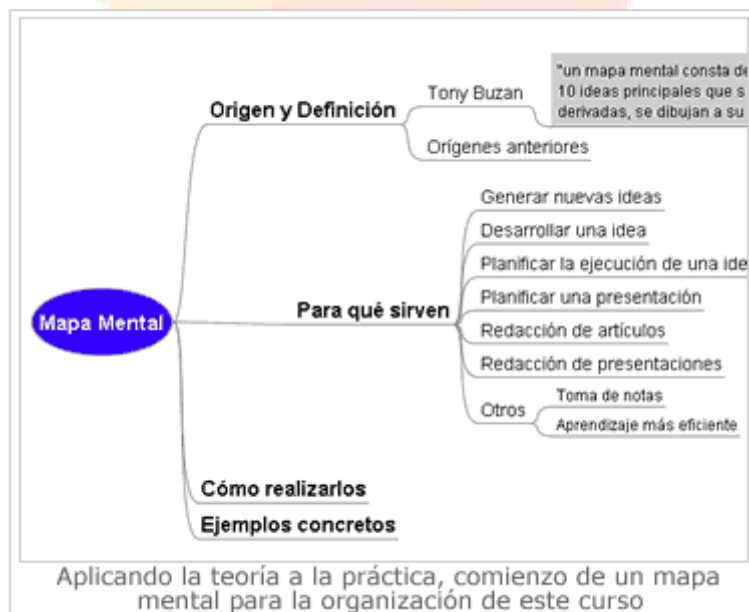 Mapa Mental
Origen y Definición
Tony Buzan
"un mapa mental consta de
10 ideas principales que s
derivadas, se dibujan a su
Orígenes anteriores
Para qué sirven
Generar nuevas ideas
Desarrollar una idea
Planificar la ejecución de una ide
Planificar una presentación
Redacción de artículos
Redacción de presentaciones
Otros
Toma de notas
Aprendizaje más eficiente
Cómo realizarlos
Ejemplos concretos
Aplicando la teoría a la práctica, comienzo de un mapa
mental para la organización de este curso